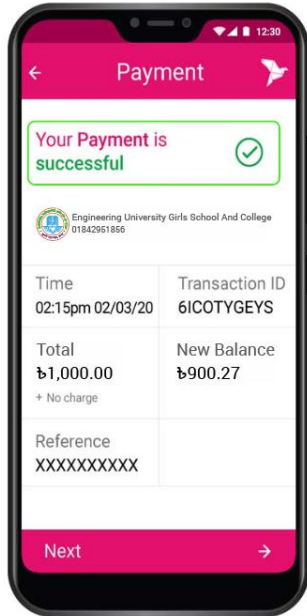 12:30
Payment
Your Payment is
successful
Engineering University Girls School And College
01842951856
Time
02:15pm 02/03/20
Transaction ID
6ICOTYGEYS
Total
৳1,000.00
+ No charge
New Balance
৳900.27
Reference
XXXXXXXXXX
Next